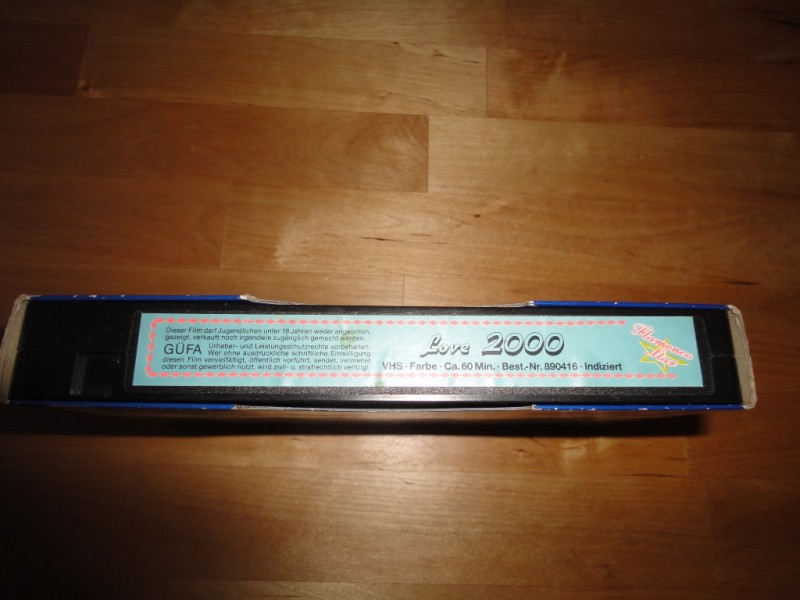 Dieser Film darf Jugendlichen unter 18 Jahren weder angeboten,
gezeigt, verkauft noch irgendwie zugänglich gemacht werden.
GÜFA
Urheber- und Leistungsschutzrechte vorbehalten.
Wer ohne ausdrückliche schriftliche Einwilligung
diesen Film vervielfältigt, öffentlich vorführt, sendet, vermietet
oder sonst gewerblich nutzt, wird zivil- u. strafrechtlich verfolgt.
Love 2000
VHS · Farbe · Ca. 60 Min. · Best.-Nr. 890416 · Indiziert